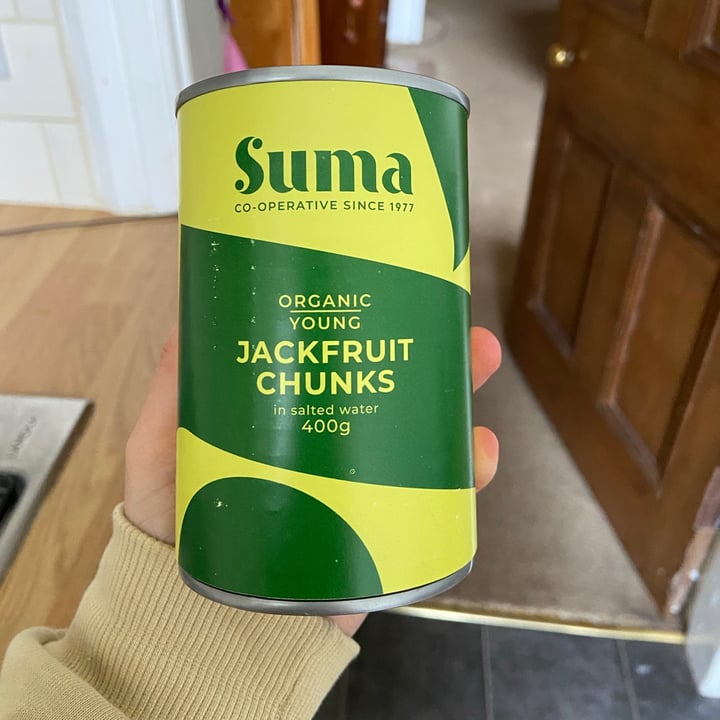 Suma
CO-OPERATIVE SINCE 1977
ORGANIC
YOUNG
JACKFRUIT
CHUNKS
in salted water
400g